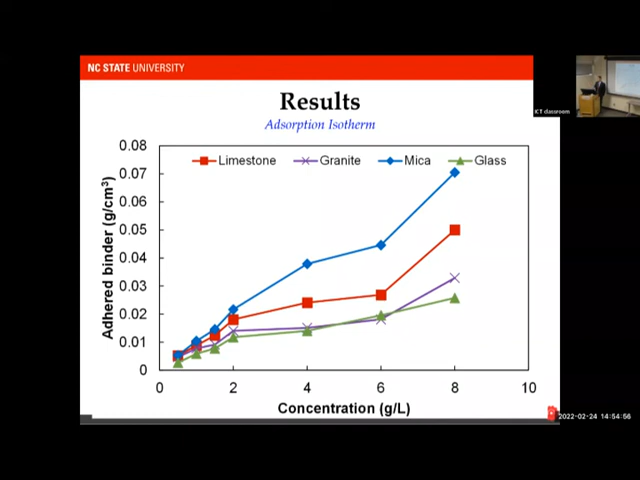 NC STATE UNIVERSITY
Results
Adsorption Isotherm
Limestone Granite Mica Glass
Adhered binder (g/cm³)
0.08
0.07
0.06
0.05
0.04
0.03
0.02
0.01
0
0 2 4 6 8 10
Concentration (g/L)
ICT classroom
2022-02-24 14:54:56